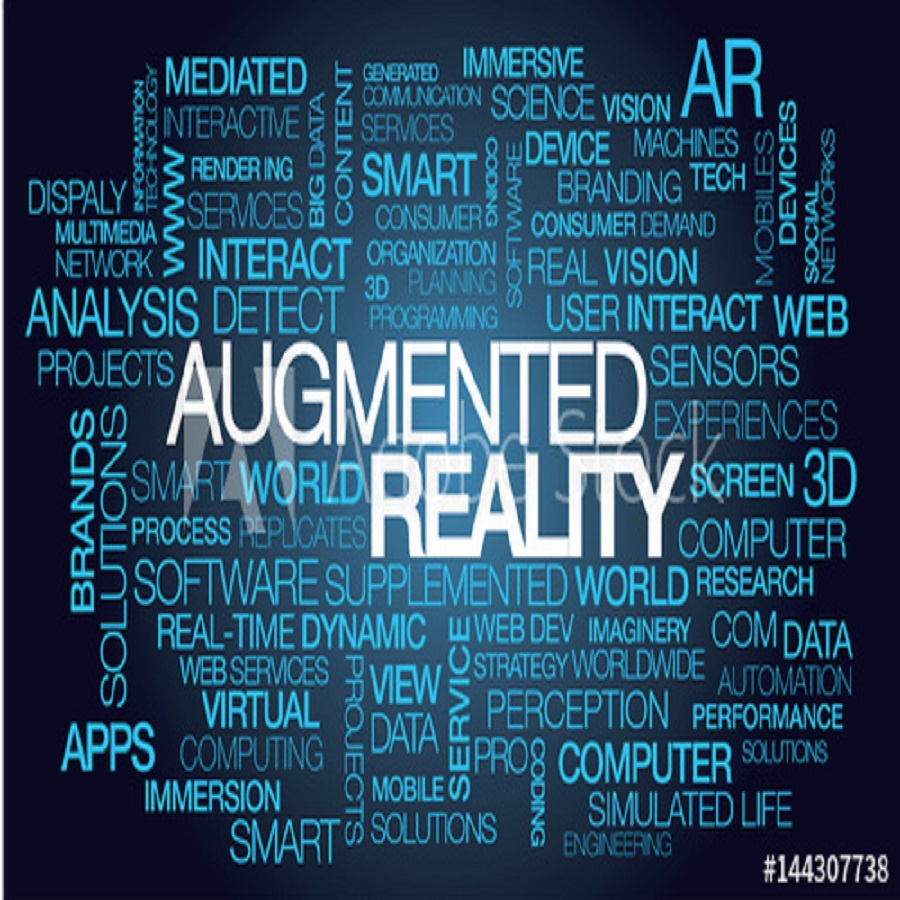 MEDIATED
GENERATED
IMMERSIVE
AR
INFORMATION
TECHNOLOGY
INTERACTIVE
BIG DATA
CONTENT
COMMUNICATION
SCIENCE
VISION
SERVICES
WWW
RENDER ING
SMART
CODING
SOFTWARE
DEVICE
MACHINES
MOBILES
DEVICES
SOCIAL
NETWORKS
DISPALY
SERVICES
CONSUMER
BRANDING
TECH
MULTIMEDIA
NETWORK
INTERACT
ORGANIZATION
CONSUMER DEMAND
3D
PLANNING
REAL VISION
ANALYSIS
DETECT
PROGRAMMING
USER INTERACT
WEB
PROJECTS
AUGMENTED
SENSORS
EXPERIENCES
BRANDS
SOLUTIONS
SMART WORLD
REALITY
SCREEN
3D
PROCESS REPLICATES
COMPUTER
SOFTWARE SUPPLEMENTED WORLD
RESEARCH
REAL-TIME DYNAMIC
SERVICE
WEB DEV
IMAGINERY
COM
DATA
WEB SERVICES
PROJECTS
VIEW
STRATEGY WORLDWIDE
AUTOMATION
VIRTUAL
DATA
PERCEPTION
PERFORMANCE
APPS
COMPUTING
PRO
CODING
COMPUTER
SOLUTIONS
IMMERSION
MOBILE
SOLUTIONS
SIMULATED LIFE
SMART
ENGINEERING
Adobe Stock
#144307738